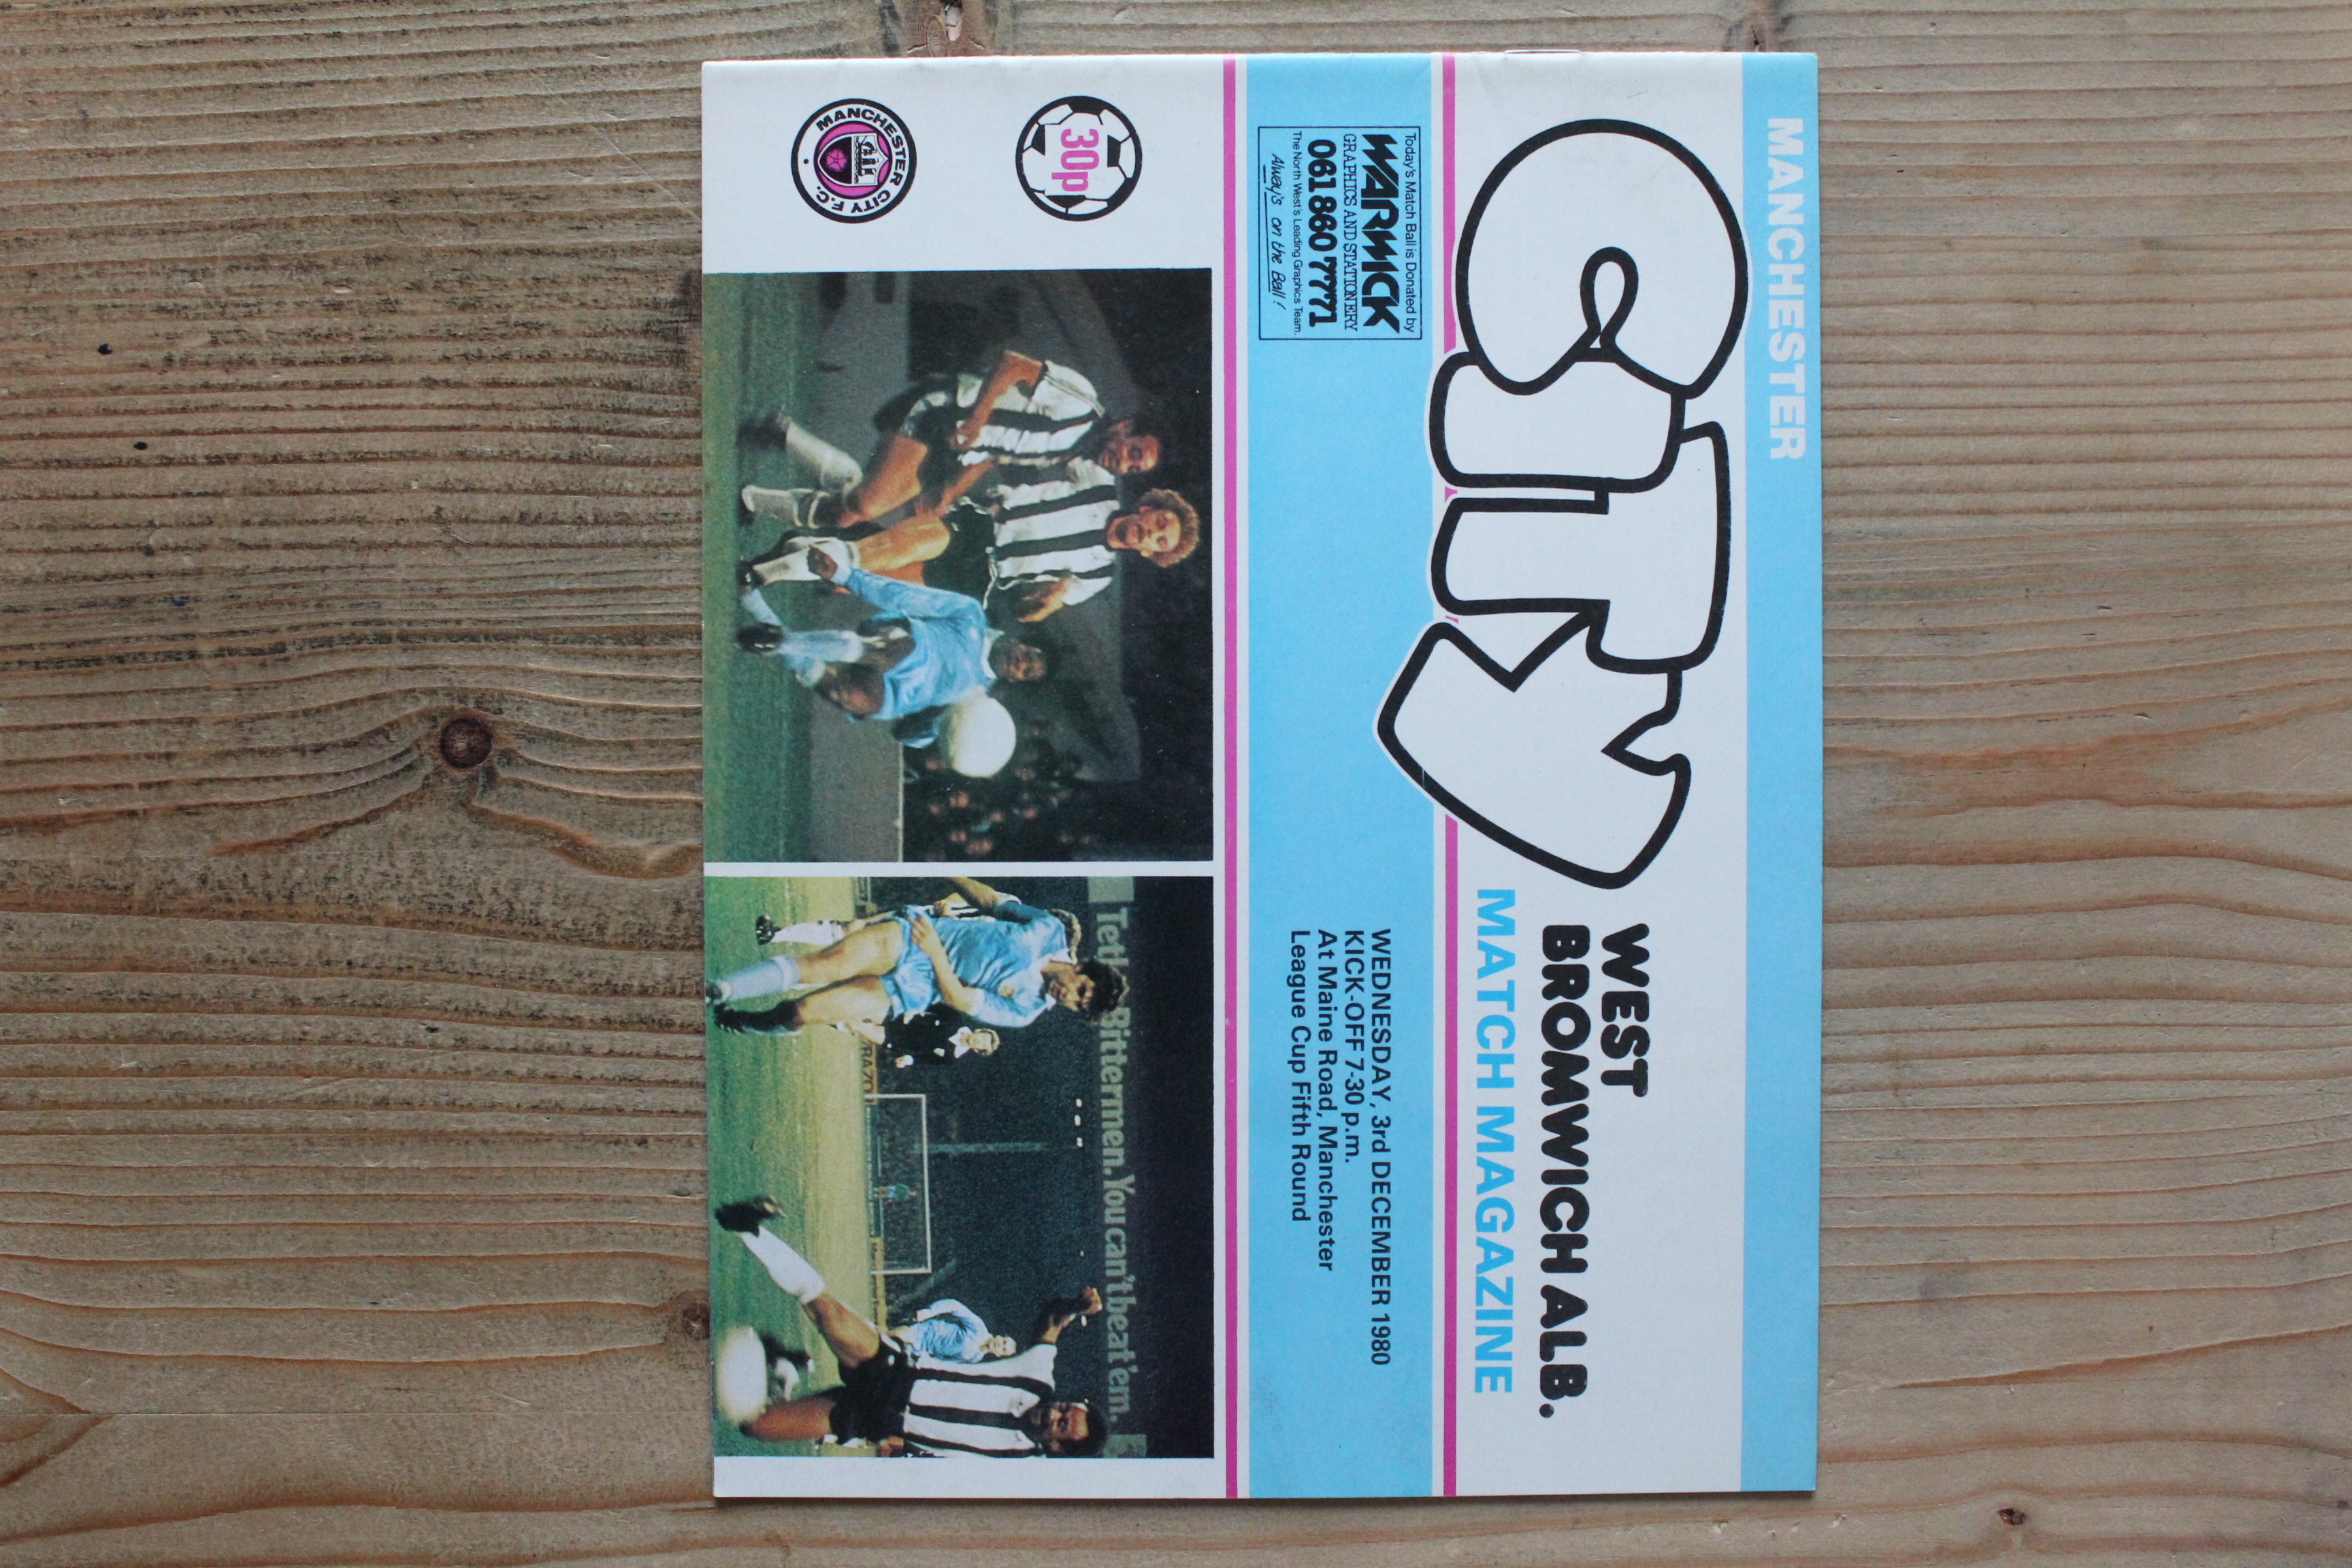 MANCHESTER
CITY
WEST
BROMWICH ALB.
MATCH MAGAZINE
Today's Match Ball is Donated by
WARWICK
GRAPHICS AND STATIONERY
061 860 7771
The North West's Leading Graphics Team.
Always on the Ball!
WEDNESDAY, 3rd DECEMBER 1980
KICK-OFF 7-30 p.m.
At Maine Road, Manchester
League Cup Fifth Round
30p
MANCHESTER CITY F.C.
Bittermen. You can't beat 'em.